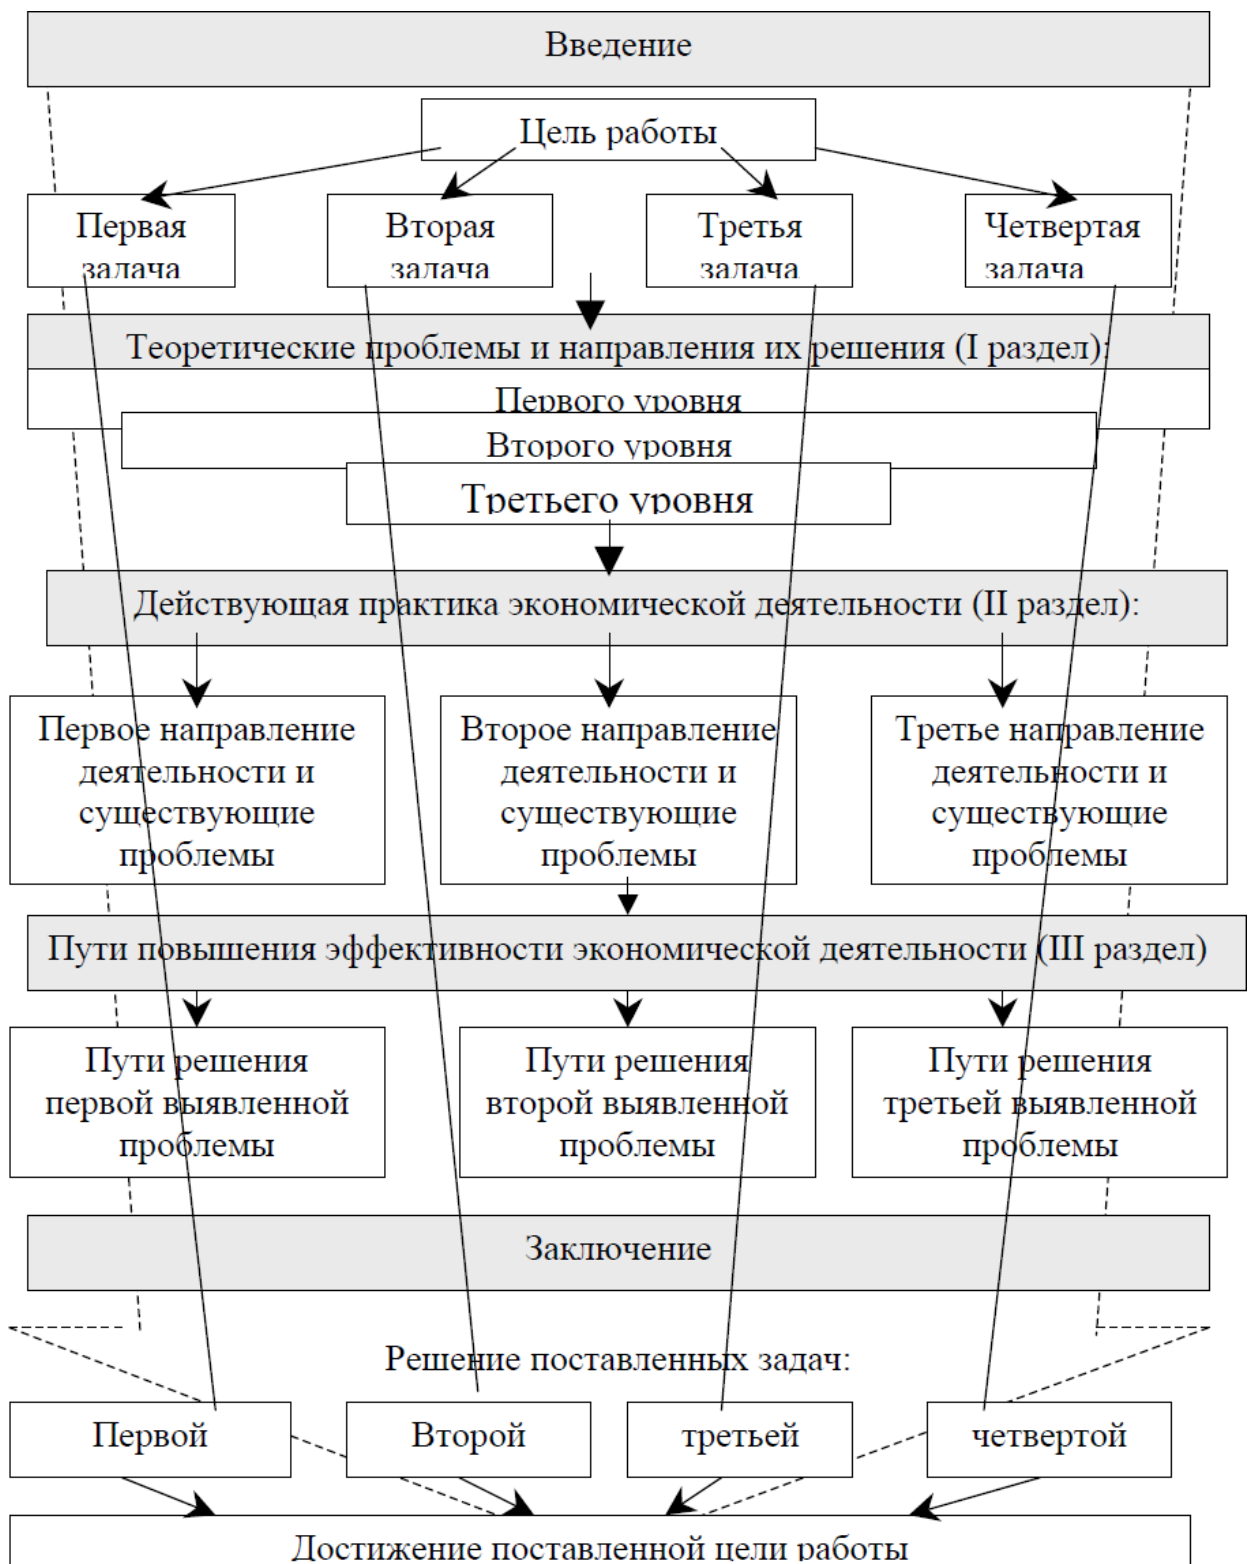 Введение
Цель работы
Первая
задача
Вторая
задача
Третья
задача
Четвертая
задача
Теоретические проблемы и направления их решения (I раздел):
Первого уровня
Второго уровня
Третьего уровня
Действующая практика экономической деятельности (II раздел):
Первое направление
деятельности и
существующие
проблемы
Второе направление
деятельности и
существующие
проблемы
Третье направление
деятельности и
существующие
проблемы
Пути повышения эффективности экономической деятельности (III раздел)
Пути решения
первой выявленной
проблемы
Пути решения
второй выявленной
проблемы
Пути решения
третьей выявленной
проблемы
Заключение
Решение поставленных задач:
Первой
Второй
третьей
четвертой
Достижение поставленной цели работы